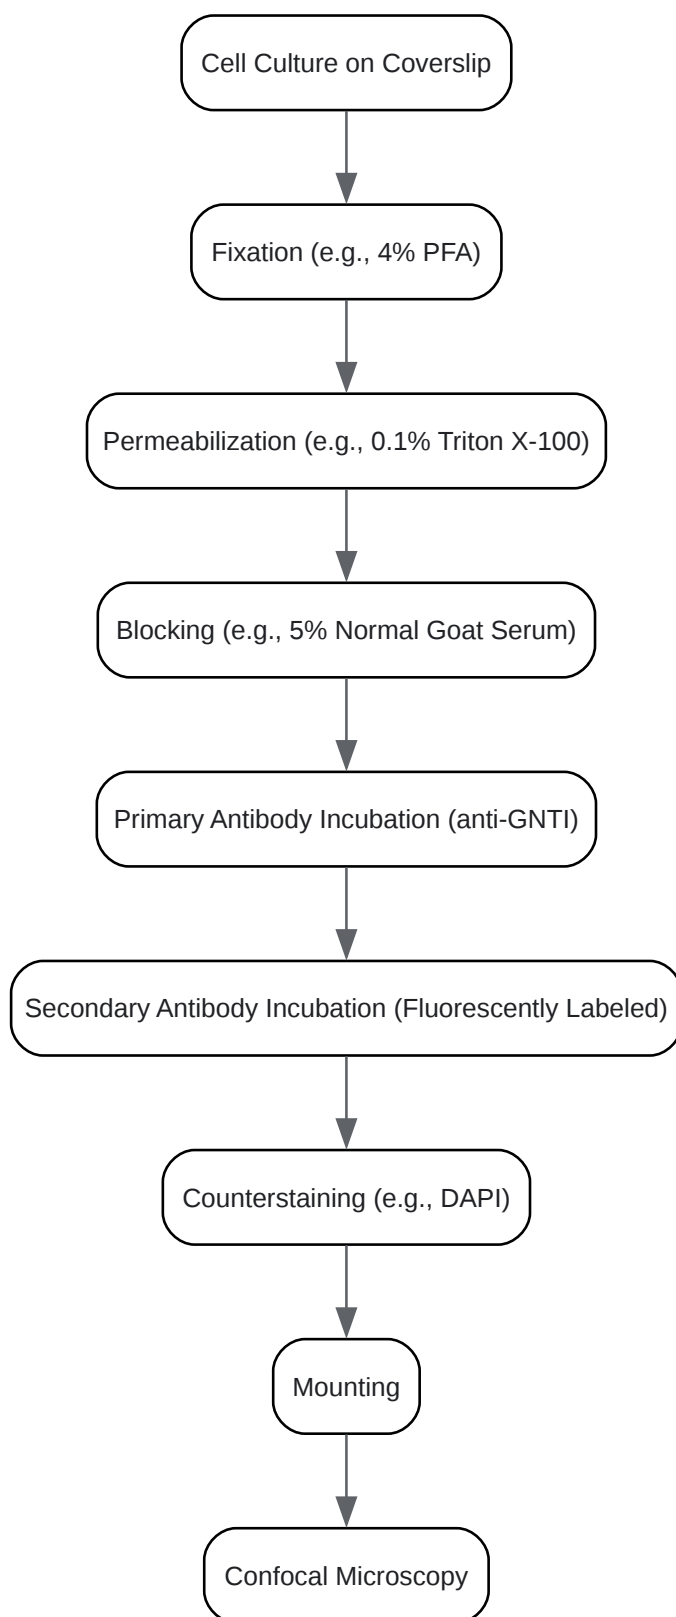 Cell Culture on Coverslip
Fixation (e.g., 4% PFA)
Permeabilization (e.g., 0.1% Triton X-100)
Blocking (e.g., 5% Normal Goat Serum)
Primary Antibody Incubation (anti-GNTI)
Secondary Antibody Incubation (Fluorescently Labeled)
Counterstaining (e.g., DAPI)
Mounting
Confocal Microscopy